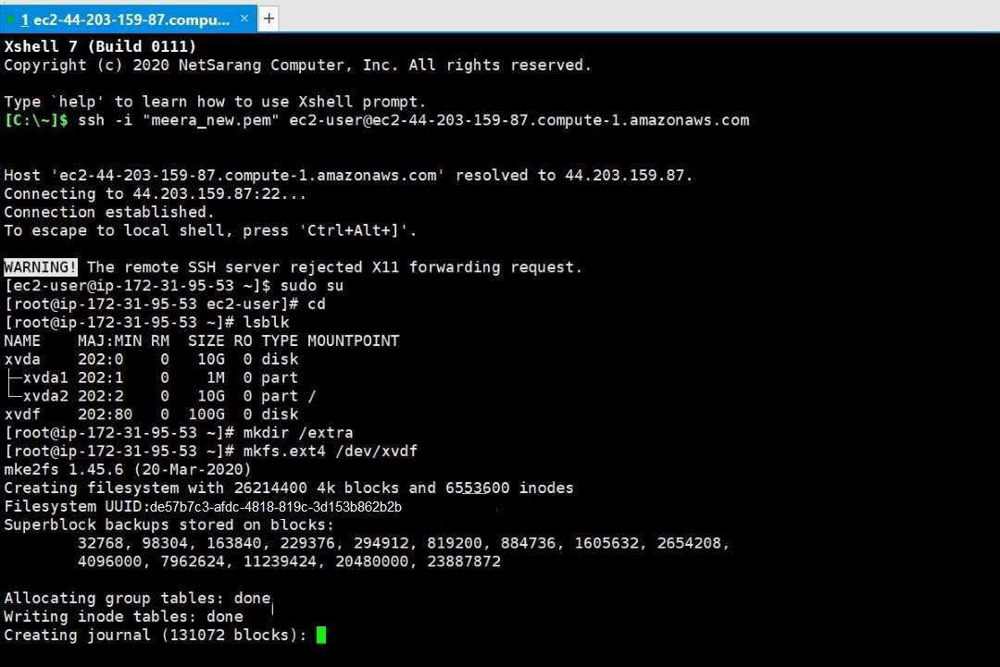 1 ec2-44-203-159-87.compu... × +
Xshell 7 (Build 0111)
Copyright (c) 2020 NetSarang Computer, Inc. All rights reserved.
Type `help' to learn how to use Xshell prompt.
[C:\~]$ ssh -i "meera_new.pem" ec2-user@ec2-44-203-159-87.compute-1.amazonaws.com
Host 'ec2-44-203-159-87.compute-1.amazonaws.com' resolved to 44.203.159.87.
Connecting to 44.203.159.87:22...
Connection established.
To escape to local shell, press 'Ctrl+Alt+]'.
WARNING! The remote SSH server rejected X11 forwarding request.
[ec2-user@ip-172-31-95-53 ~]$ sudo su
[root@ip-172-31-95-53 ec2-user]# cd
[root@ip-172-31-95-53 ~]# lsblk
NAME    MAJ:MIN RM  SIZE RO TYPE MOUNTPOINT
xvda    202:0    0   10G  0 disk
├─xvda1 202:1    0    1M  0 part
└─xvda2 202:2    0   10G  0 part /
xvdf    202:80   0  100G  0 disk
[root@ip-172-31-95-53 ~]# mkdir /extra
[root@ip-172-31-95-53 ~]# mkfs.ext4 /dev/xvdf
mke2fs 1.45.6 (20-Mar-2020)
Creating filesystem with 26214400 4k blocks and 6553600 inodes
Filesystem UUID:de57b7c3-afdc-4818-819c-3d153b862b2b
Superblock backups stored on blocks:
        32768, 98304, 163840, 229376, 294912, 819200, 884736, 1605632, 2654208,
        4096000, 7962624, 11239424, 20480000, 23887872
Allocating group tables: done
Writing inode tables: done
Creating journal (131072 blocks):